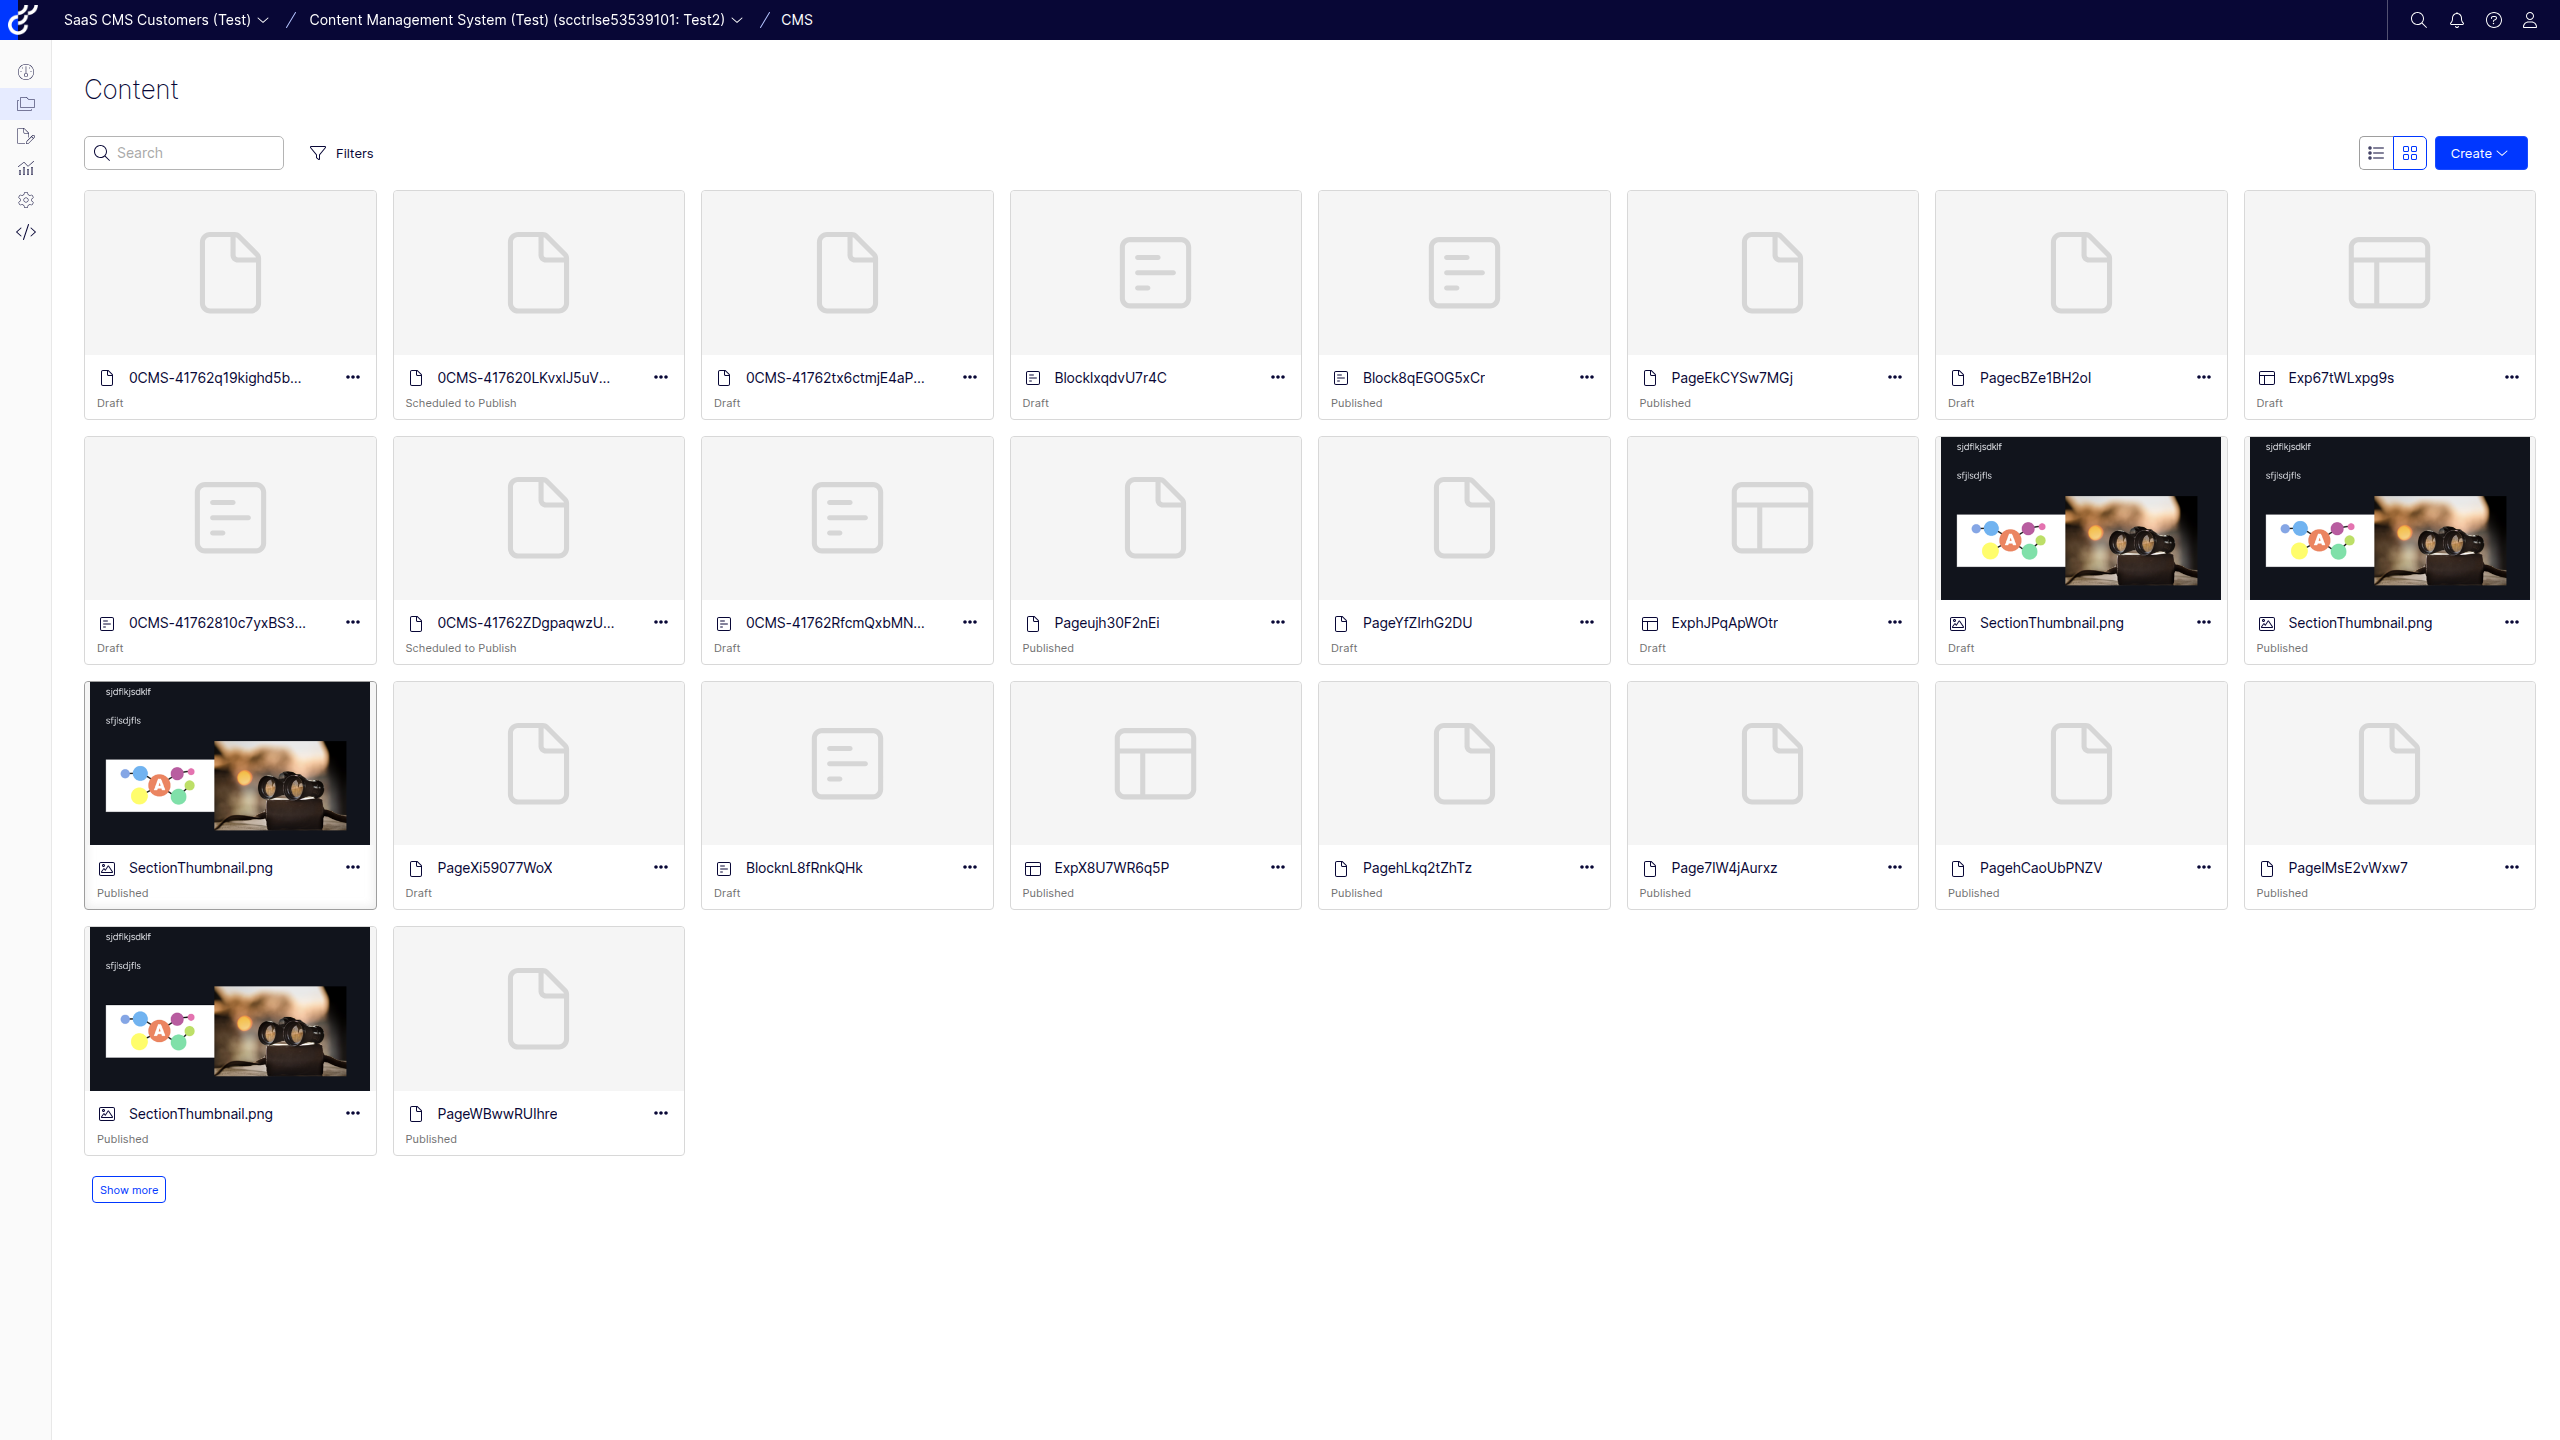 SaaS CMS Customers (Test) / Content Management System (Test) (scctrlse53539101: Test2) / CMS
Content
Search Filters Create
0CMS-41762q19kighd5b... 0CMS-417620LKvxlJ5uV... 0CMS-41762tx6ctmjE4aP... BlocklxqdvU7r4C Block8qEGOG5xCr PageEkCYSw7MGj PagecBZe1BH2ol Exp67tWLxpg9s
Draft Scheduled to Publish Draft Draft Published Published Draft Draft
sjdflkjsdklf sjdflkjsdklf
sfjlsdjfls sfjlsdjfls
A A
0CMS-41762810c7yxBS3... 0CMS-41762ZDgpaqwzU... 0CMS-41762RfcmQxbMN... Pageujh30F2nEi PageYfZIrhG2DU ExphJPqApWOtr SectionThumbnail.png SectionThumbnail.png
Draft Scheduled to Publish Draft Published Draft Draft Draft Published
sjdflkjsdklf
sfjlsdjfls
A
SectionThumbnail.png PageXi59077WoX BlocknL8fRnkQHk ExpX8U7WR6q5P PagehLkq2tZhTz Page7lW4jAurxz PagehCaoUbPNZV PageIMsE2vWxw7
Published Draft Draft Published Published Published Published Published
sjdflkjsdklf
sfjlsdjfls
A
SectionThumbnail.png PageWBwwRUIhre
Published Published
Show more